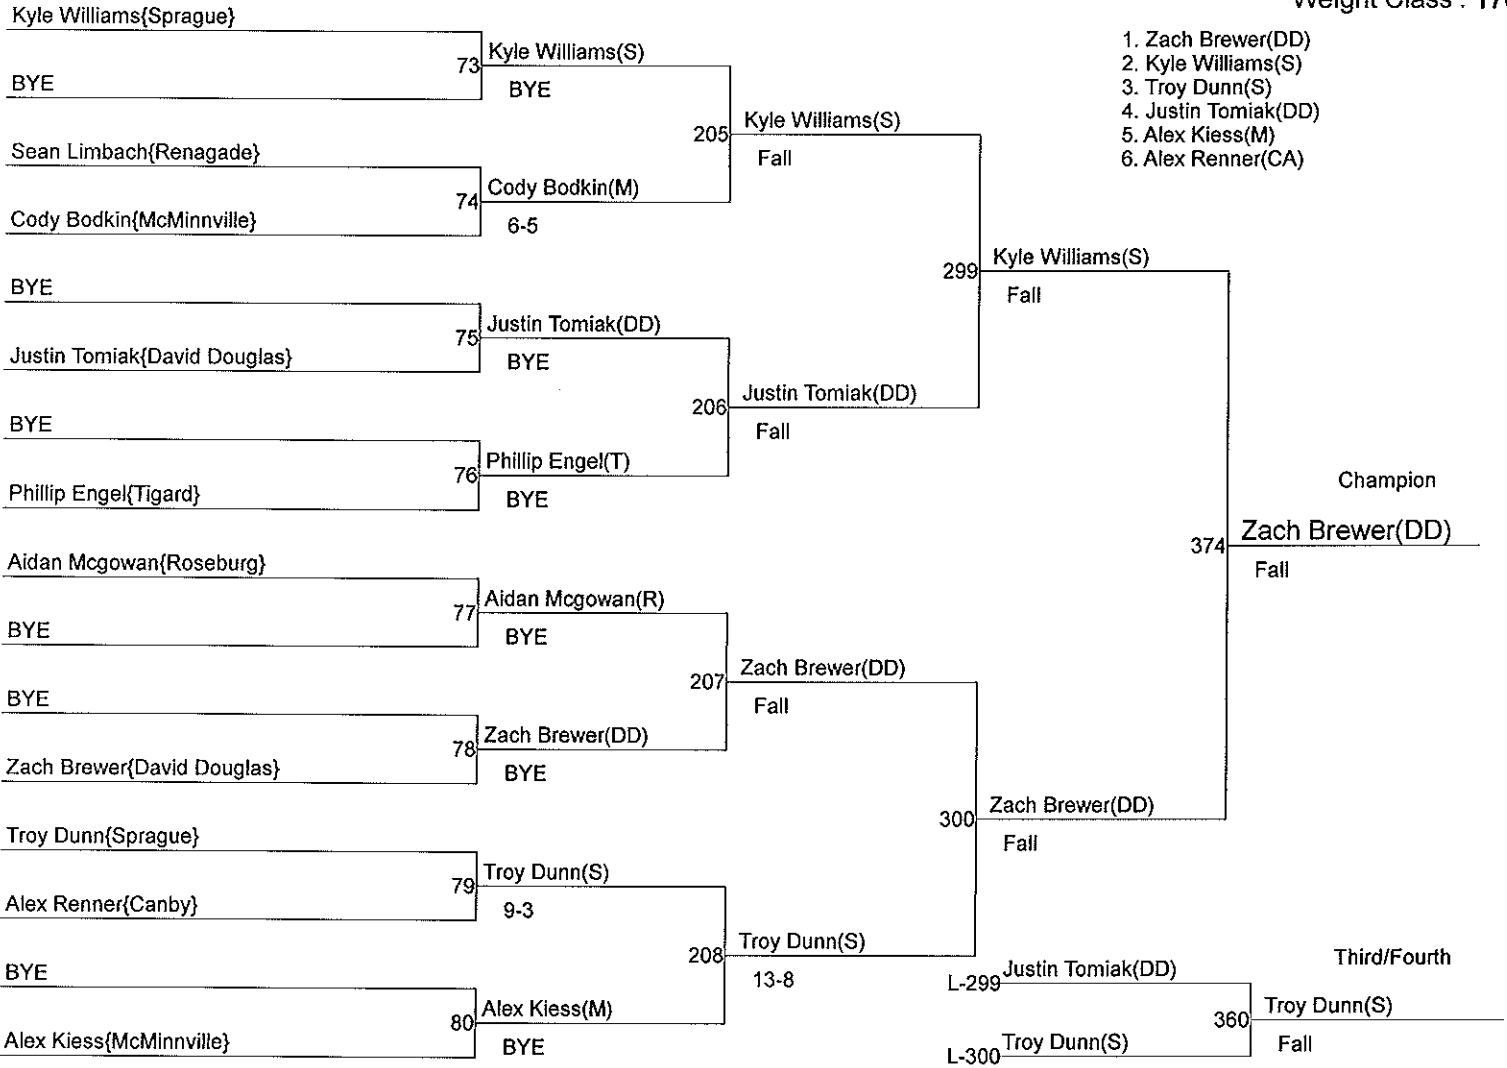 Weight Class :
Kyle Williams{Sprague}
BYE
Sean Limbach{Renagade}
Cody Bodkin{McMinnville}
BYE
Justin Tomiak{David Douglas}
BYE
Phillip Engel{Tigard}
Aidan Mcgowan{Roseburg}
BYE
BYE
Zach Brewer{David Douglas}
Troy Dunn{Sprague}
Alex Renner{Canby}
BYE
Alex Kiess{McMinnville}
73 Kyle Williams(S)
BYE
74 Cody Bodkin(M)
6-5
75 Justin Tomiak(DD)
BYE
76 Phillip Engel(T)
BYE
77 Aidan Mcgowan(R)
BYE
78 Zach Brewer(DD)
BYE
79 Troy Dunn(S)
9-3
80 Alex Kiess(M)
BYE
205 Kyle Williams(S)
Fall
206 Justin Tomiak(DD)
Fall
207 Zach Brewer(DD)
Fall
208 Troy Dunn(S)
13-8
299 Kyle Williams(S)
Fall
300 Zach Brewer(DD)
Fall
Champion
374 Zach Brewer(DD)
Fall
1. Zach Brewer(DD)
2. Kyle Williams(S)
3. Troy Dunn(S)
4. Justin Tomiak(DD)
5. Alex Kiess(M)
6. Alex Renner(CA)
Third/Fourth
L-299 Justin Tomiak(DD)
L-300 Troy Dunn(S)
360 Troy Dunn(S)
Fall